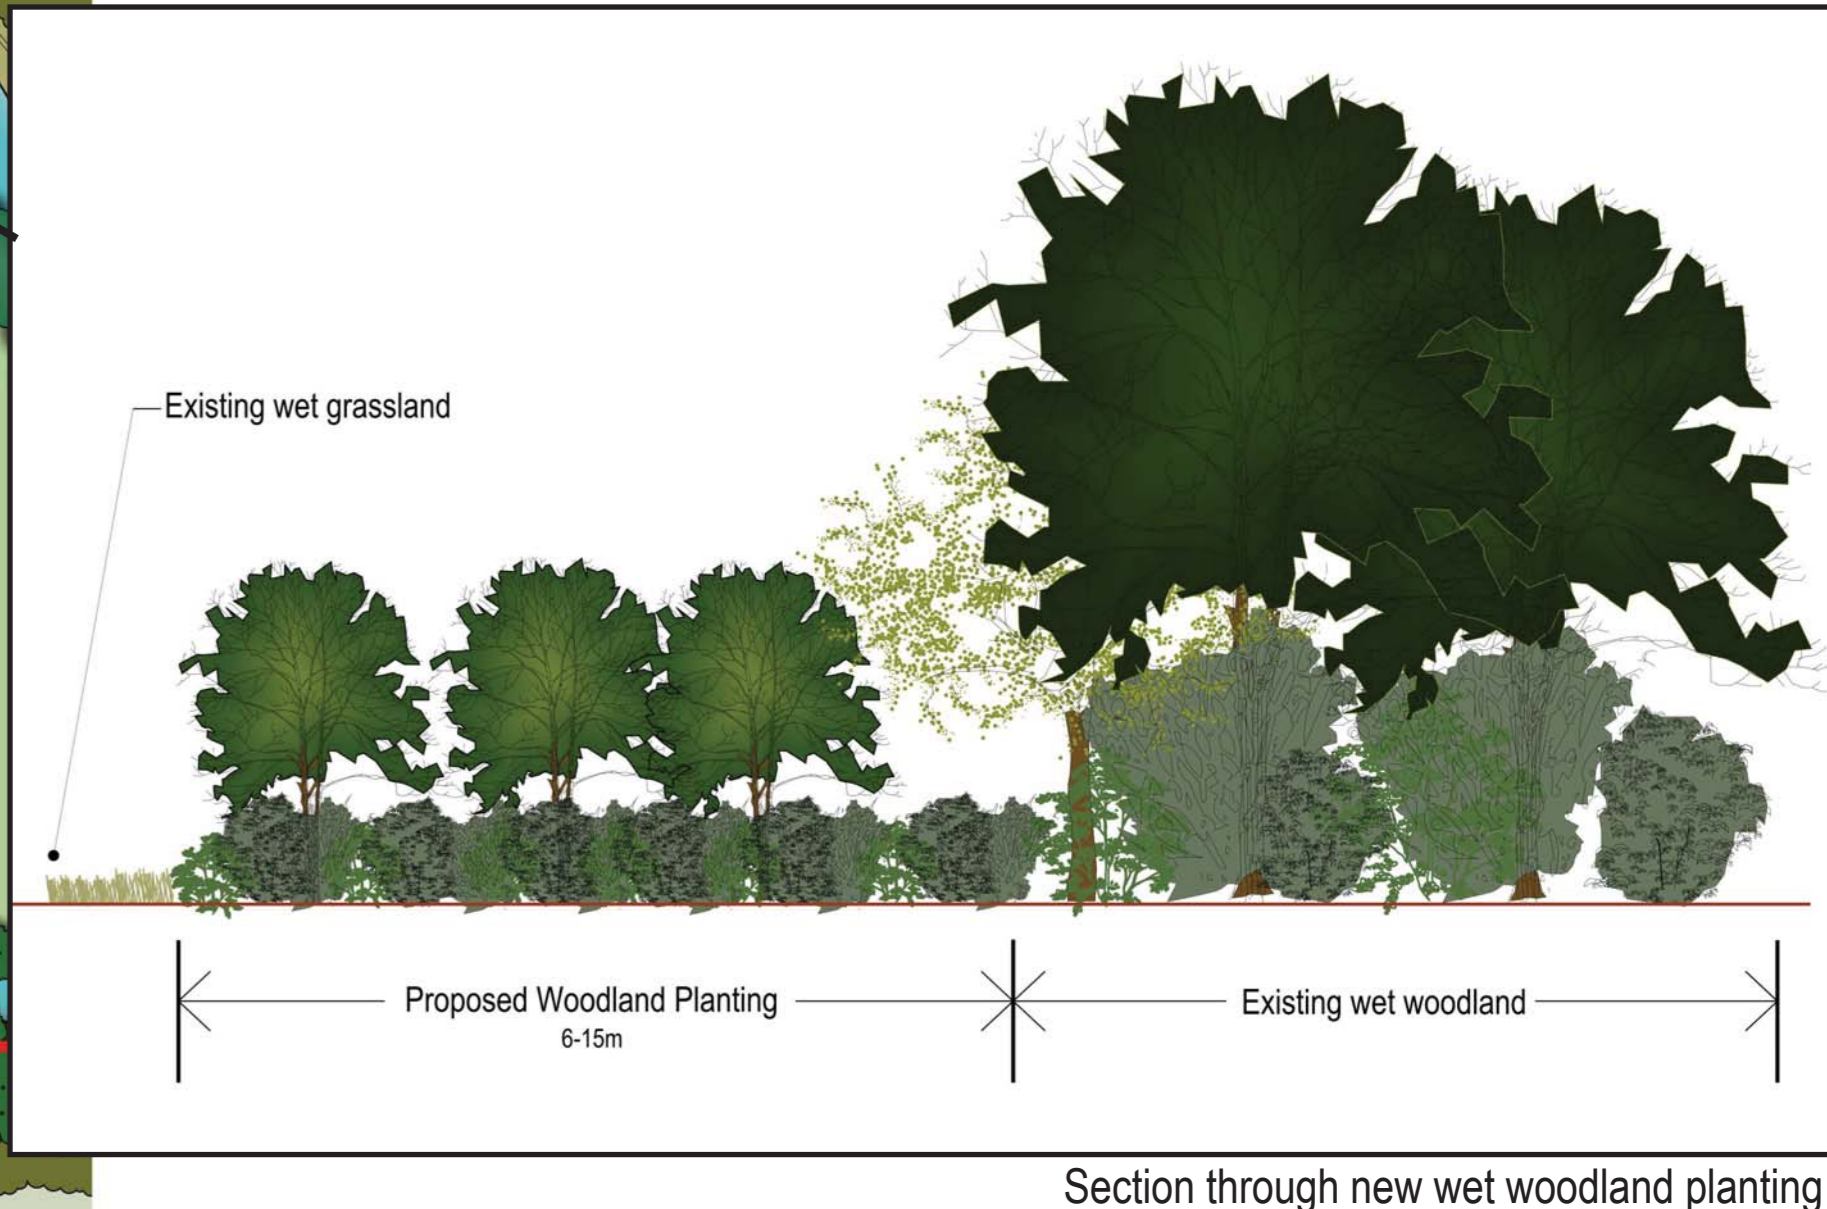 Existing wet grassland
Proposed Woodland Planting
6-15m
Existing wet woodland
Section through new wet woodland planting